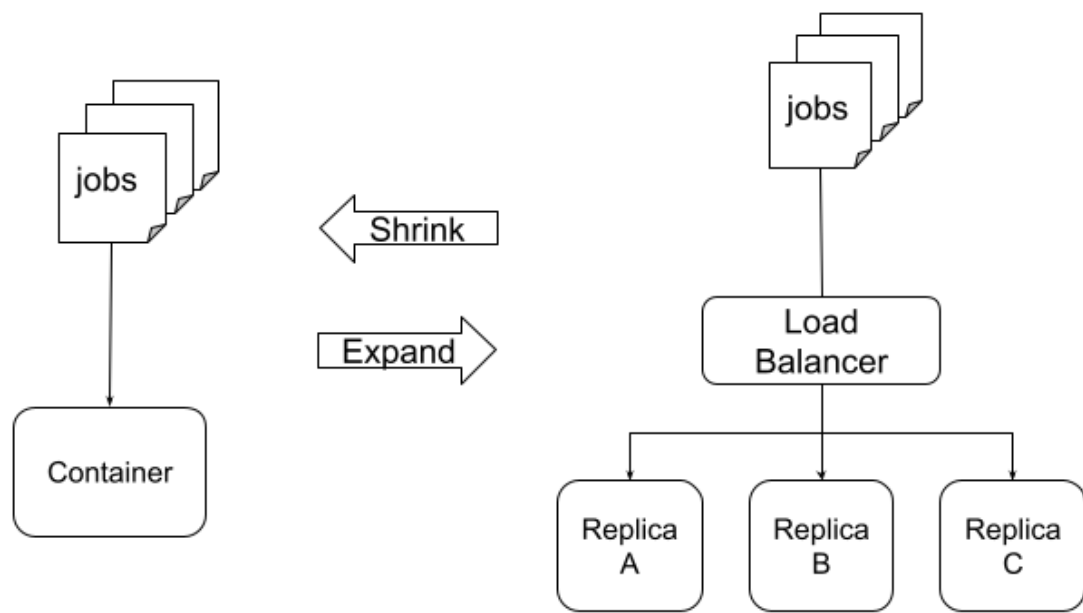 jobs
Container
Shrink
Expand
jobs
Load
Balancer
Replica
A
Replica
B
Replica
C